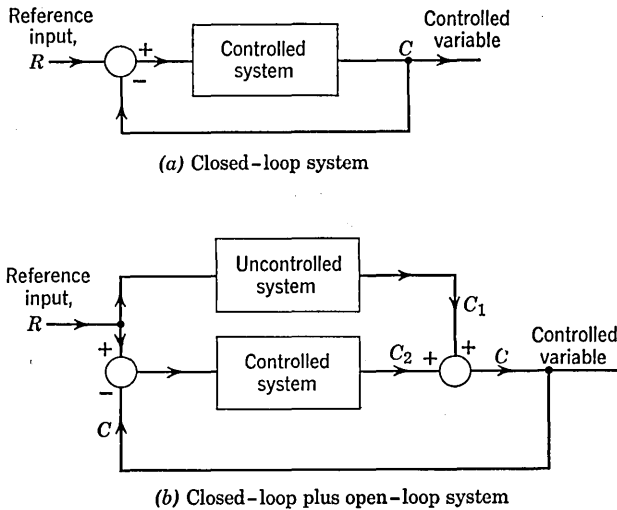 Reference
input,
R
+
−
Controlled
system
C
Controlled
variable
(a) Closed-loop system
Uncontrolled
system
Reference
input,
R
C₁
+
−
Controlled
system
C₂
+
+
C
Controlled
variable
C
(b) Closed-loop plus open-loop system